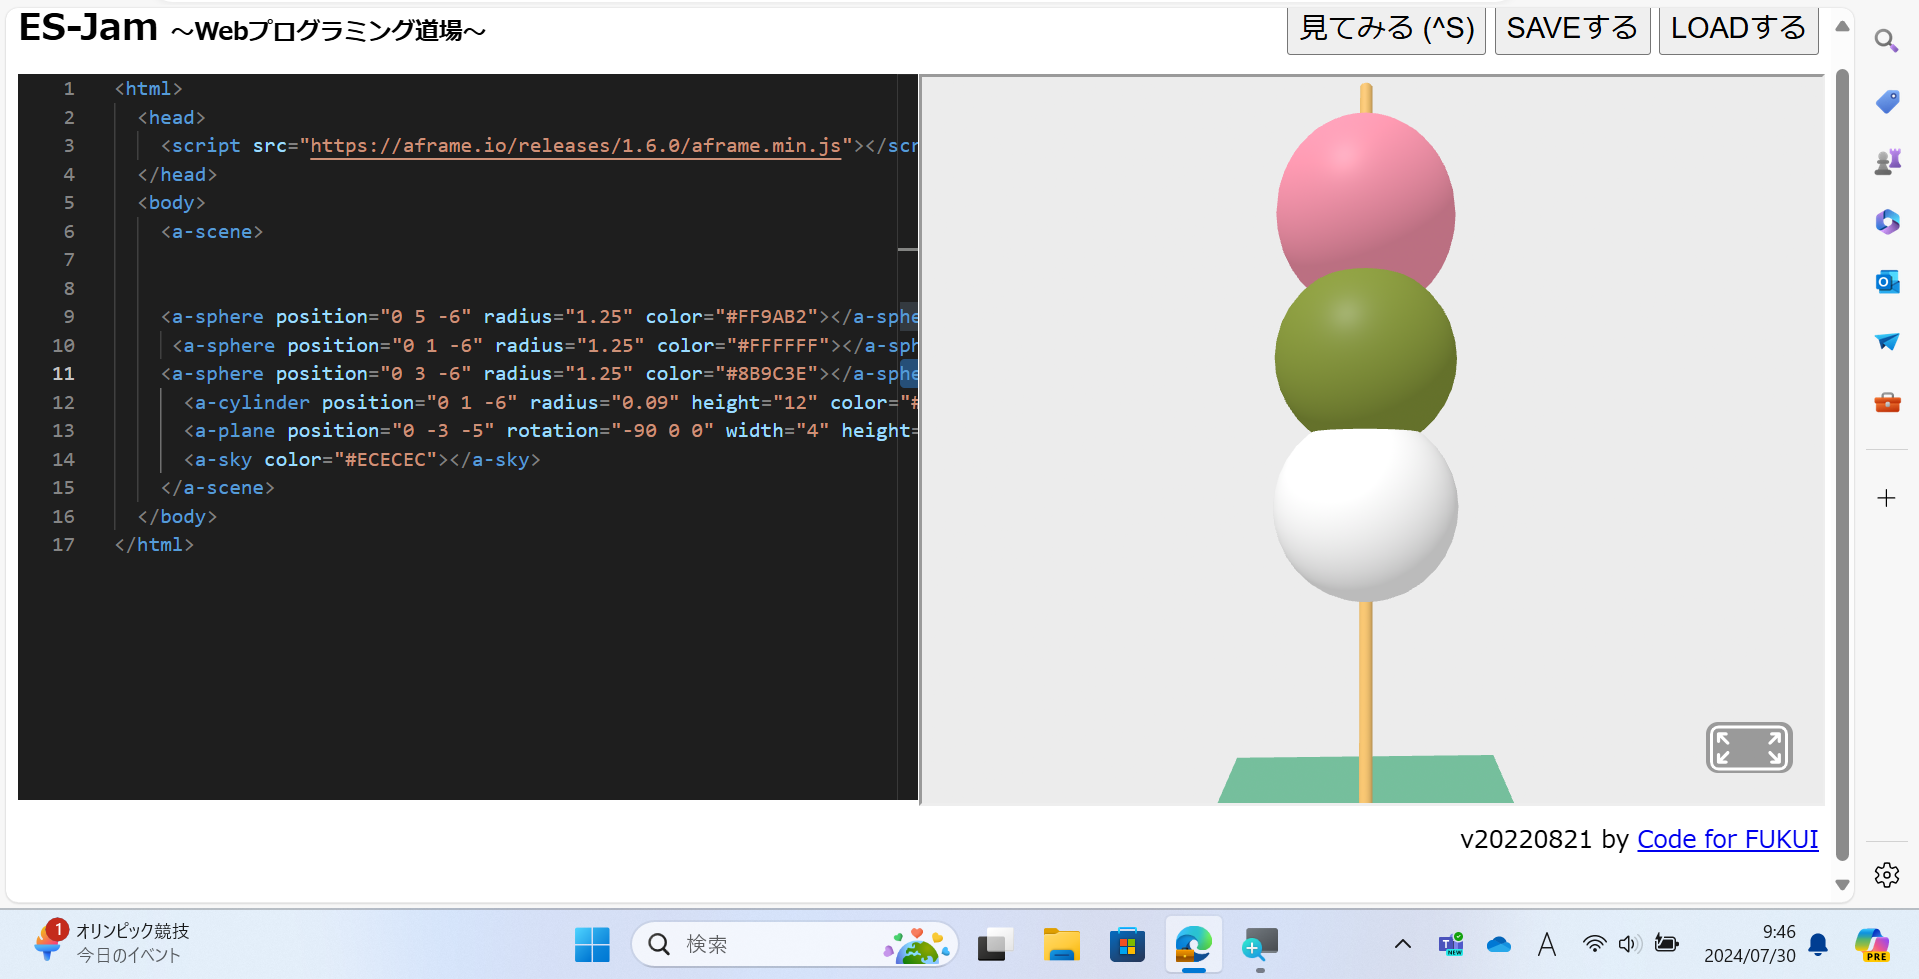 ES-Jam ～Webプログラミング道場～
見てみる (^S) SAVEする LOADする
1 <html>
2 <head>
3 <script src="https://aframe.io/releases/1.6.0/aframe.min.js"></scr
4 </head>
5 <body>
6 <a-scene>
7
8
9 <a-sphere position="0 5 -6" radius="1.25" color="#FF9AB2"></a-sphe
10 <a-sphere position="0 1 -6" radius="1.25" color="#FFFFFF"></a-sph
11 <a-sphere position="0 3 -6" radius="1.25" color="#8B9C3E"></a-sphe
12 <a-cylinder position="0 1 -6" radius="0.09" height="12" color="#
13 <a-plane position="0 -3 -5" rotation="-90 0 0" width="4" height=
14 <a-sky color="#ECECEC"></a-sky>
15 </a-scene>
16 </body>
17 </html>
v20220821 by Code for FUKUI
1 オリンピック競技
今日のイベント
検索
NEW
A
9:46
2024/07/30
PRE